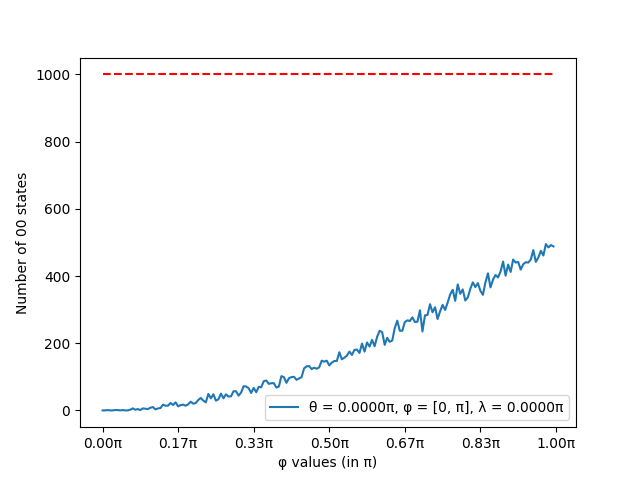 1000
800
600
400
200
0
Number of 00 states
θ = 0.0000π, φ = [0, π], λ = 0.0000π
0.00π 0.17π 0.33π 0.50π 0.67π 0.83π 1.00π
φ values (in π)